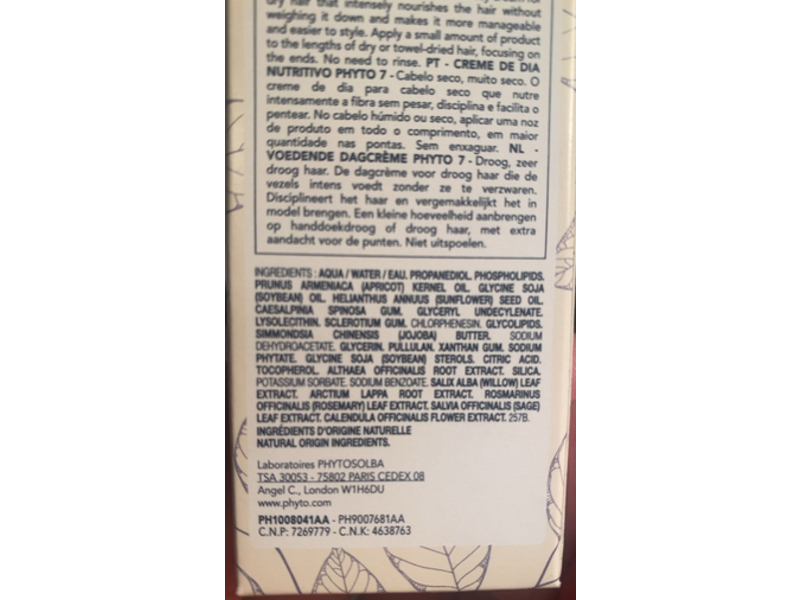 dry hair that intensely nourishes the hair without
weighing it down and makes it more manageable
and easier to style. Apply a small amount of product
to the lengths of dry or towel-dried hair, focusing on
the ends. No need to rinse. PT - CREME DE DIA
NUTRITIVO PHYTO 7 - Cabelo seco, muito seco. O
creme de dia para cabelo seco que nutre
intensamente a fibra sem pesar, disciplina e facilita o
pentear. No cabelo húmido ou seco, aplicar uma noz
de produto em todo o comprimento, em maior
quantidade nas pontas. Sem enxaguar. NL -
VOEDENDE DAGCRÈME PHYTO 7 - Droog, zeer
droog haar. De dagcrème voor droog haar die de
vezels intens voedt zonder ze te verzwaren.
Disciplineert het haar en vergemakkelijkt het in
model brengen. Een kleine hoeveelheid aanbrengen
op handdoekdroog of droog haar, met extra
aandacht voor de punten. Niet uitspoelen.
INGREDIENTS : AQUA / WATER / EAU. PROPANEDIOL. PHOSPHOLIPIDS.
PRUNUS ARMENIACA (APRICOT) KERNEL OIL. GLYCINE SOJA
(SOYBEAN) OIL. HELIANTHUS ANNUUS (SUNFLOWER) SEED OIL.
CAESALPINIA SPINOSA GUM. GLYCERYL UNDECYLENATE.
LYSOLECITHIN. SCLEROTIUM GUM. CHLORPHENESIN. GLYCOLIPIDS.
SIMMONDSIA CHINENSIS (JOJOBA) BUTTER. SODIUM
DEHYDROACETATE. GLYCERIN. PULLULAN. XANTHAN GUM. SODIUM
PHYTATE. GLYCINE SOJA (SOYBEAN) STEROLS. CITRIC ACID.
TOCOPHEROL. ALTHAEA OFFICINALIS ROOT EXTRACT. SILICA.
POTASSIUM SORBATE. SODIUM BENZOATE. SALIX ALBA (WILLOW) LEAF
EXTRACT. ARCTIUM LAPPA ROOT EXTRACT. ROSMARINUS
OFFICINALIS (ROSEMARY) LEAF EXTRACT. SALVIA OFFICINALIS (SAGE)
LEAF EXTRACT. CALENDULA OFFICINALIS FLOWER EXTRACT. 257B.
INGRÉDIENTS D'ORIGINE NATURELLE
NATURAL ORIGIN INGREDIENTS.
Laboratoires PHYTOSOLBA
TSA 30053 - 75802 PARIS CEDEX 08
Angel C., London W1H6DU
www.phyto.com
PH1008041AA - PH9007681AA
C.N.P: 7269779 - C.N.K: 4638763